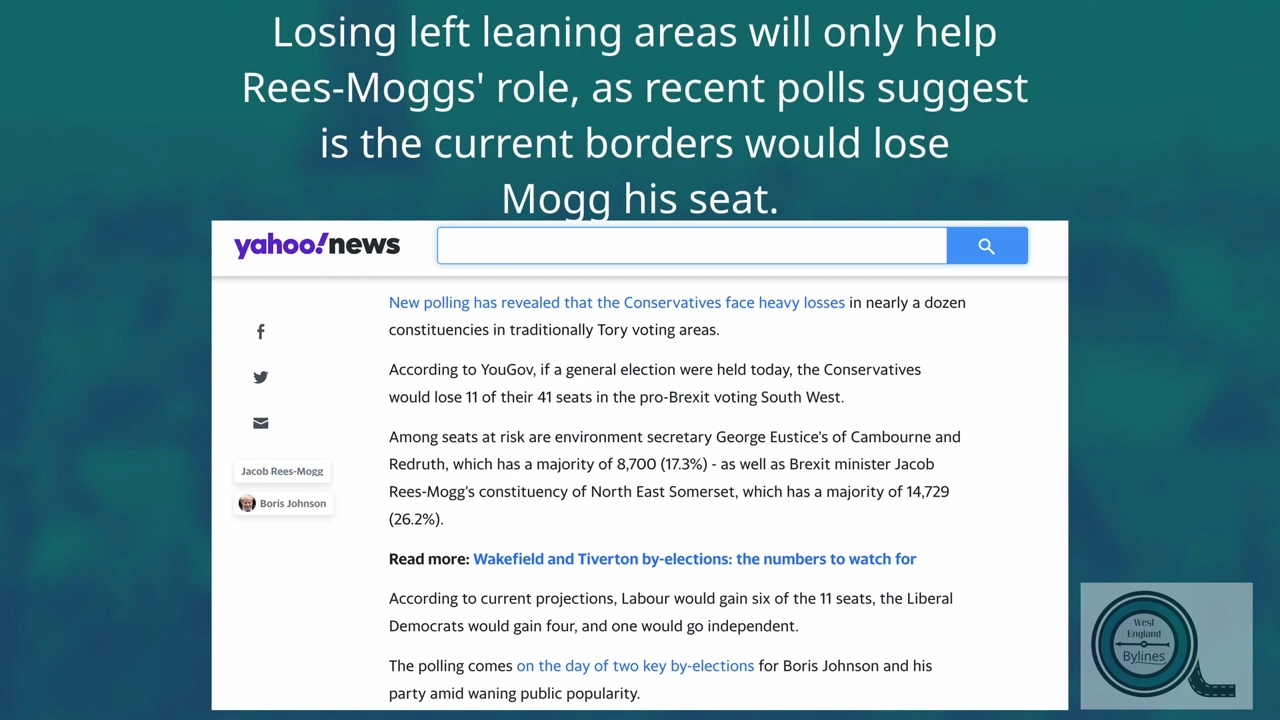 Losing left leaning areas will only help
Rees-Moggs' role, as recent polls suggest
is the current borders would lose
Mogg his seat.
yahoo!news
New polling has revealed that the Conservatives face heavy losses in nearly a dozen
constituencies in traditionally Tory voting areas.
According to YouGov, if a general election were held today, the Conservatives
would lose 11 of their 41 seats in the pro-Brexit voting South West.
Among seats at risk are environment secretary George Eustice's of Cambourne and
Redruth, which has a majority of 8,700 (17.3%) - as well as Brexit minister Jacob
Rees-Mogg's constituency of North East Somerset, which has a majority of 14,729
(26.2%).
Jacob Rees-Mogg
Boris Johnson
Read more: Wakefield and Tiverton by-elections: the numbers to watch for
According to current projections, Labour would gain six of the 11 seats, the Liberal
Democrats would gain four, and one would go independent.
The polling comes on the day of two key by-elections for Boris Johnson and his
party amid waning public popularity.
West
England
Bylines